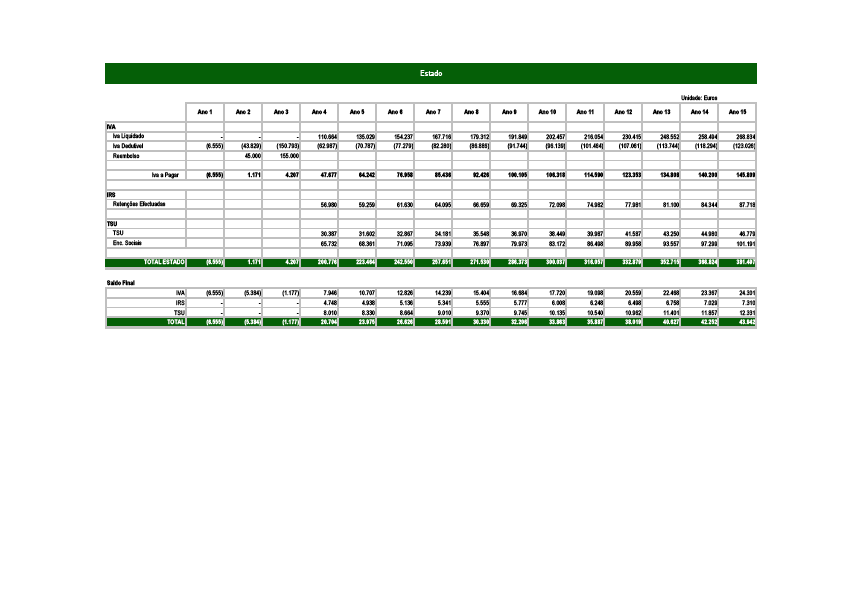 Estado
Unidade: Euros
Ano 1 Ano 2 Ano 3 Ano 4 Ano 5 Ano 6 Ano 7 Ano 8 Ano 9 Ano 10 Ano 11 Ano 12 Ano 13 Ano 14 Ano 15
IVA
Iva Liquidado - - - 110.664 135.029 154.237 167.716 179.312 191.849 202.457 216.054 230.415 248.552 258.494 268.834
Iva Dedutível (6.555) (43.829) (150.793) (62.987) (70.787) (77.279) (82.280) (86.886) (91.744) (96.139) (101.464) (107.061) (113.744) (118.294) (123.026)
Reembolso 45.000 155.000
Iva a Pagar (6.555) 1.171 4.207 47.677 64.242 76.958 85.436 92.426 100.105 106.318 114.590 123.353 134.808 140.200 145.809
IRS
Retenções Efectuadas 56.980 59.259 61.630 64.095 66.659 69.325 72.098 74.982 77.981 81.100 84.344 87.718
TSU
TSU 30.387 31.602 32.867 34.181 35.548 36.970 38.449 39.987 41.587 43.250 44.980 46.779
Enc. Sociais 65.732 68.361 71.095 73.939 76.897 79.973 83.172 86.498 89.958 93.557 97.299 101.191
TOTAL ESTADO (6.555) 1.171 4.207 200.776 223.464 242.550 257.651 271.530 286.373 300.037 316.057 332.879 352.715 366.824 381.497
Saldo Final
IVA (6.555) (5.384) (1.177) 7.946 10.707 12.826 14.239 15.404 16.684 17.720 19.098 20.559 22.468 23.367 24.301
IRS - - - 4.748 4.938 5.136 5.341 5.555 5.777 6.008 6.248 6.498 6.758 7.029 7.310
TSU - - - 8.010 8.330 8.664 9.010 9.370 9.745 10.135 10.540 10.962 11.401 11.857 12.331
TOTAL (6.555) (5.384) (1.177) 20.704 23.975 26.626 28.591 30.330 32.206 33.863 35.887 38.019 40.627 42.252 43.942